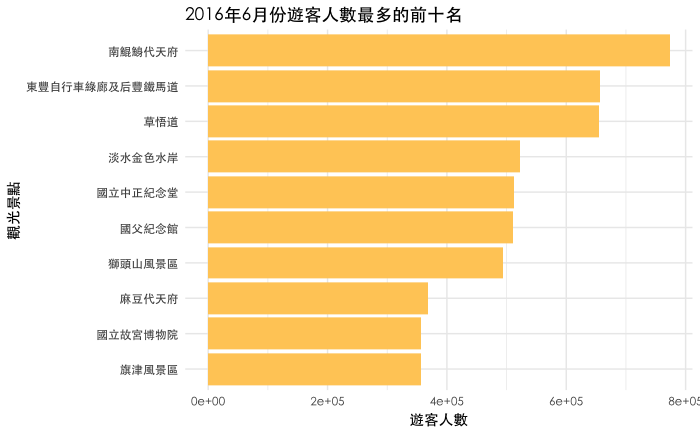 2016年6月份遊客人數最多的前十名
觀光景點
南鯤鯓代天府
東豐自行車綠廊及后豐鐵馬道
草悟道
淡水金色水岸
國立中正紀念堂
國父紀念館
獅頭山風景區
麻豆代天府
國立故宮博物院
旗津風景區
0e+00 2e+05 4e+05 6e+05 8e+05
遊客人數